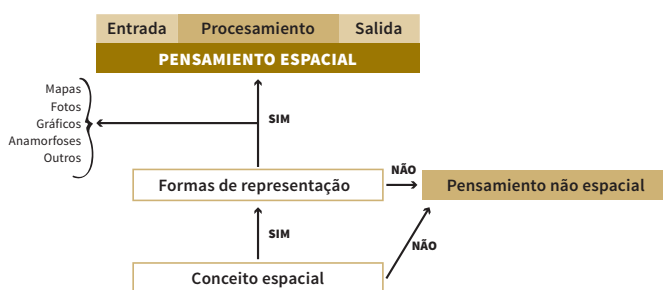 Entrada Procesamiento Salida
PENSAMIENTO ESPACIAL
Mapas
Fotos
Gráficos
Anamorfoses
Outros
SIM
Formas de representação
NÃO
Pensamiento não espacial
SIM
NÃO
Conceito espacial